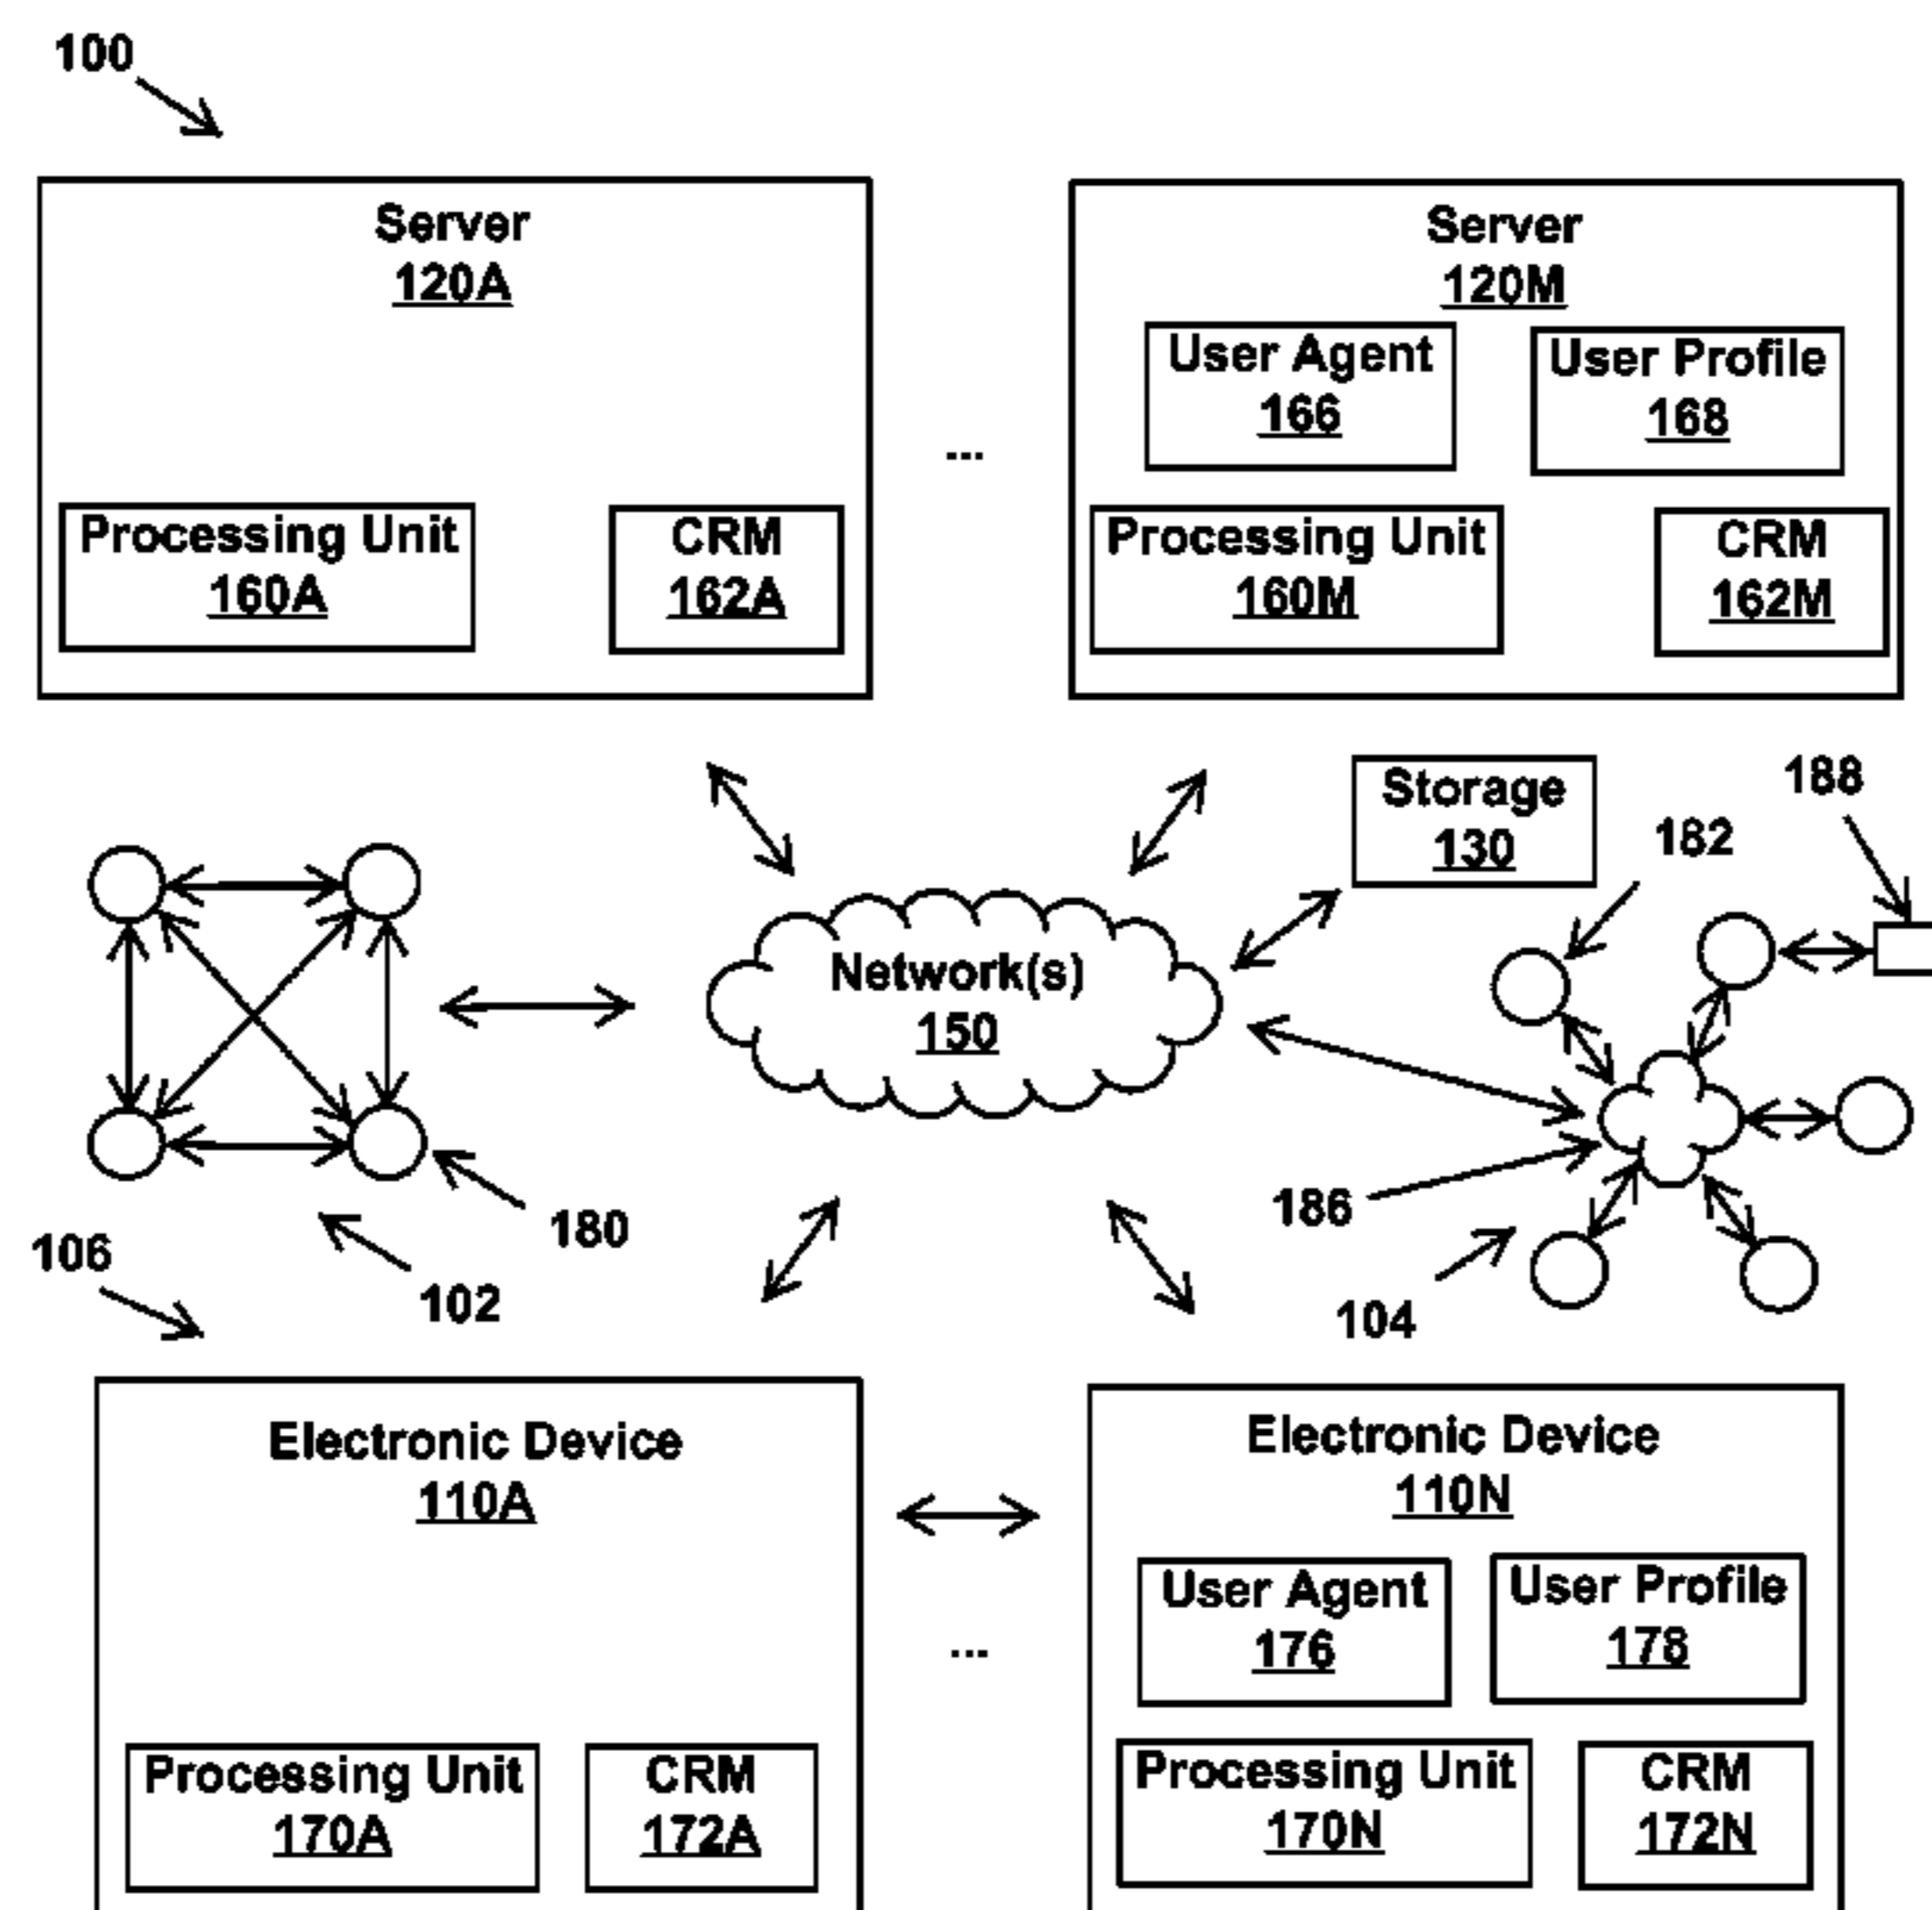 100
Server
120A
Server
120M
User Agent
166
User Profile
168
...
Processing Unit
160A
CRM
162A
Processing Unit
160M
CRM
162M
Storage
130
188
182
Network(s)
150
186
180
106
102
104
Electronic Device
110A
Electronic Device
110N
User Agent
176
User Profile
178
...
Processing Unit
170A
CRM
172A
Processing Unit
170N
CRM
172N